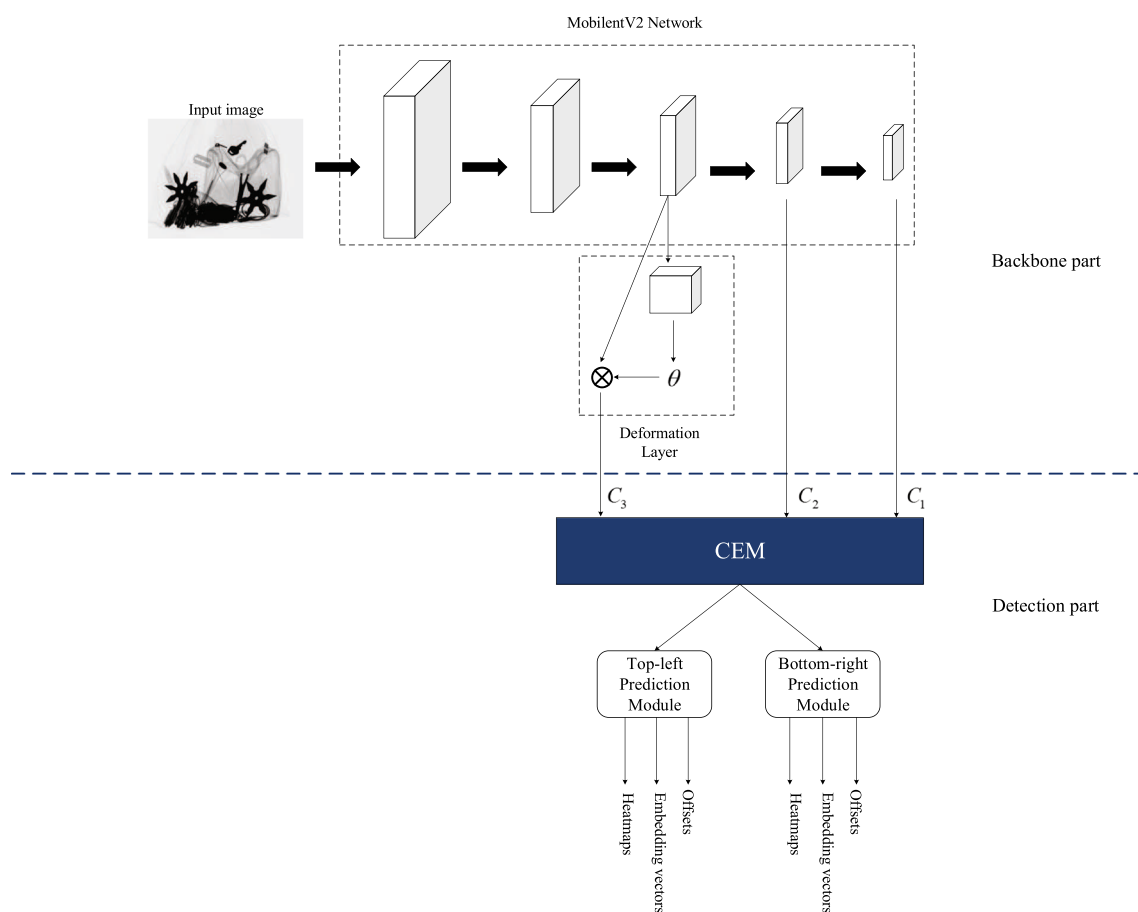 MobilentV2 Network
Input image
Backbone part
θ
Deformation
Layer
C₃
C₂
C₁
CEM
Detection part
Top-left
Prediction
Module
Bottom-right
Prediction
Module
Heatmaps
Embedding vectors
Offsets
Heatmaps
Embedding vectors
Offsets